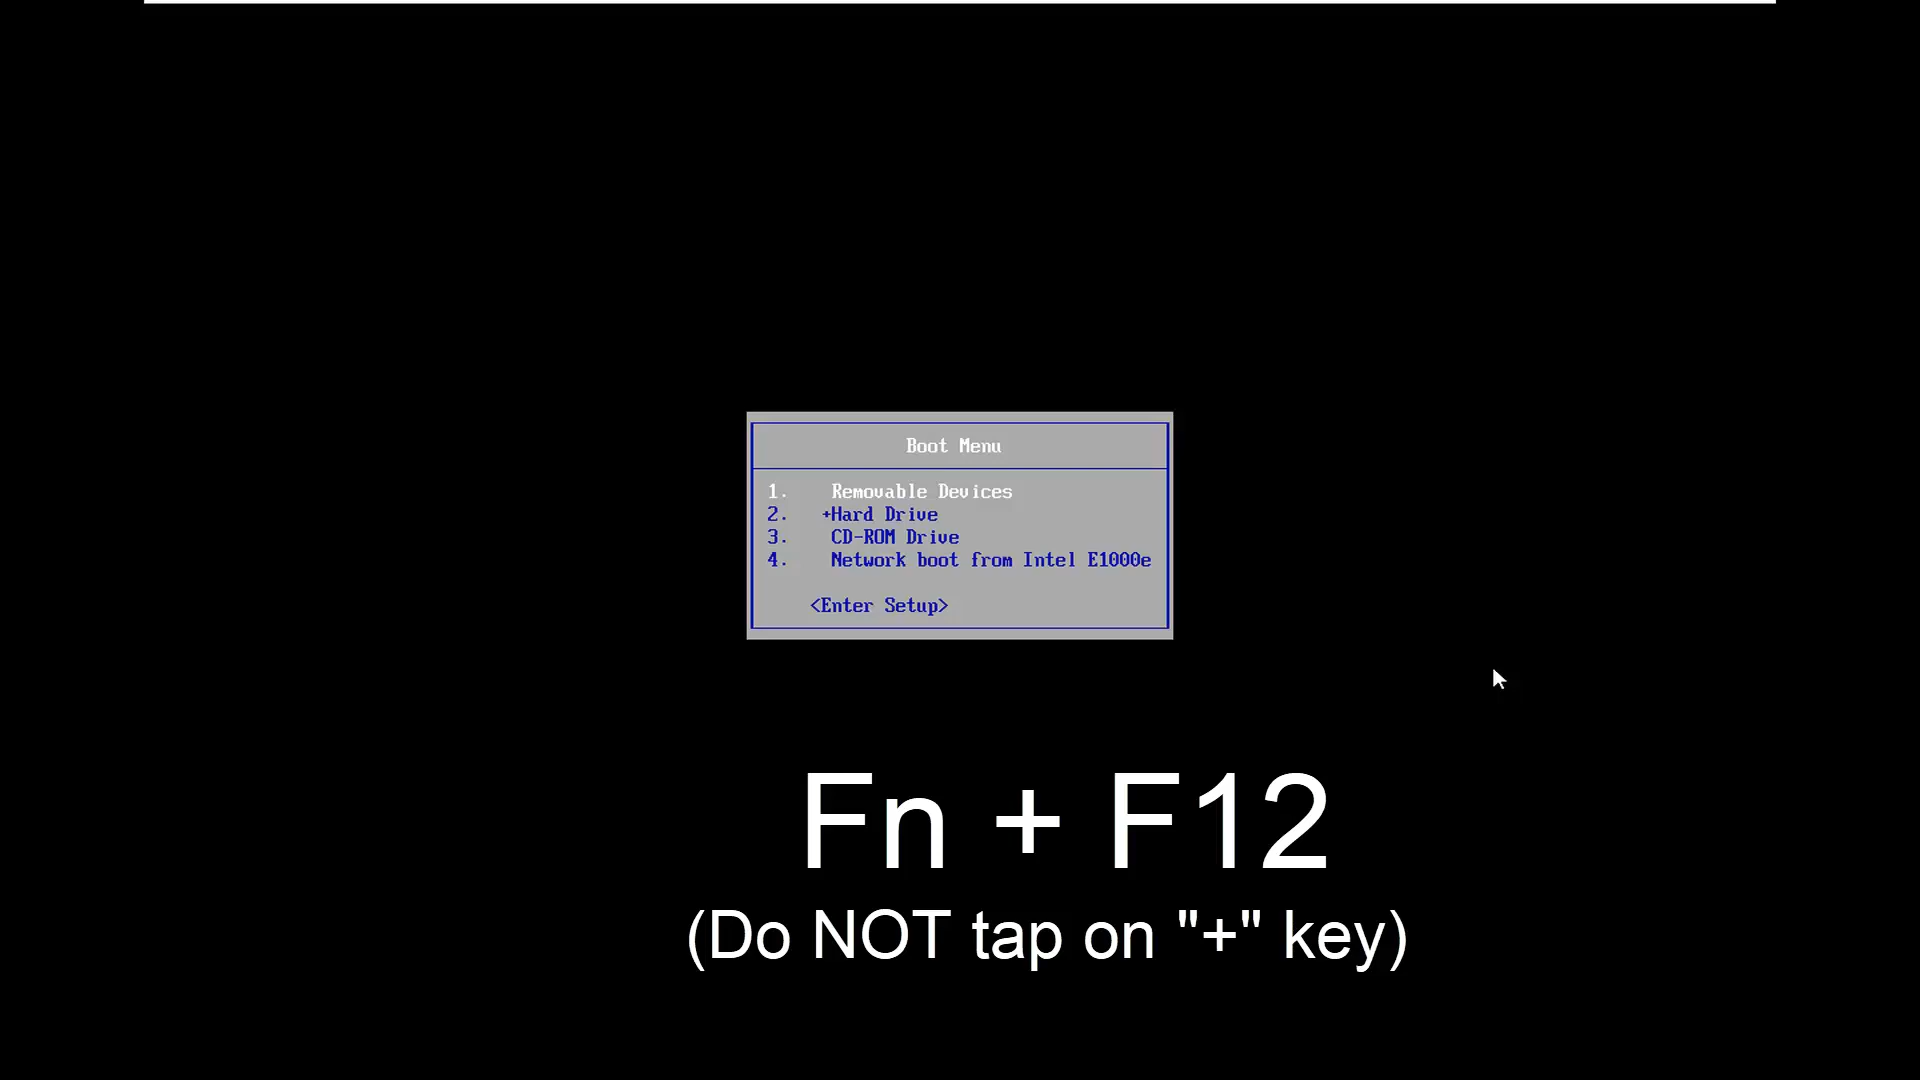 Boot Menu
1. Removable Devices
2. +Hard Drive
3. CD-ROM Drive
4. Network boot from Intel E1000e
<Enter Setup>
Fn + F12
(Do NOT tap on "+" key)